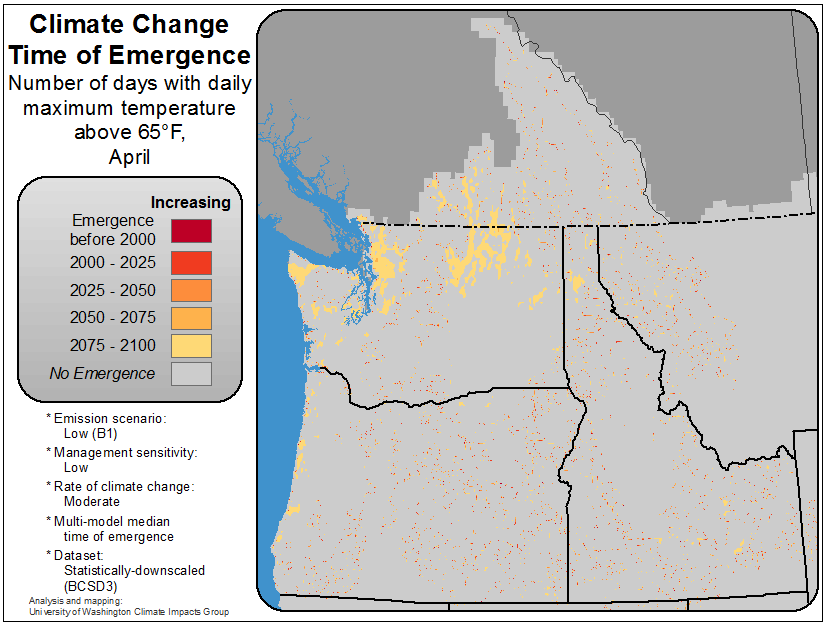 Climate Change
Time of Emergence
Number of days with daily
maximum temperature
above 65°F,
April
Increasing
Emergence
before 2000
2000 - 2025
2025 - 2050
2050 - 2075
2075 - 2100
No Emergence
* Emission scenario:
Low (B1)
* Management sensitivity:
Low
* Rate of climate change:
Moderate
* Multi-model median
time of emergence
* Dataset:
Statistically-downscaled
(BCSD3)
Analysis and mapping:
University of Washington Climate Impacts Group